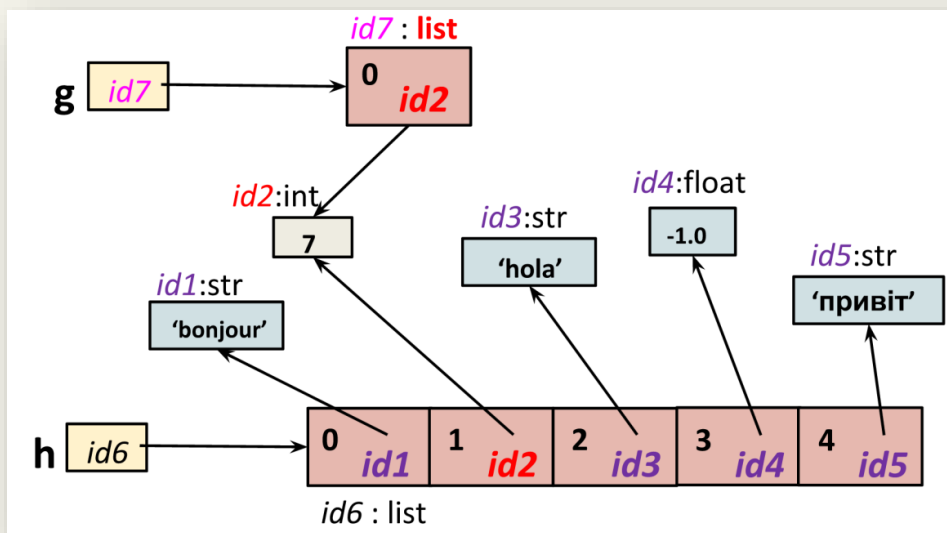 id7 : list
g id7
0
id2
id2:int
7
id4:float
-1.0
id3:str
‘hola’
id5:str
‘привіт’
id1:str
‘bonjour’
h id6
0 1 2 3 4
id1 id2 id3 id4 id5
id6 : list